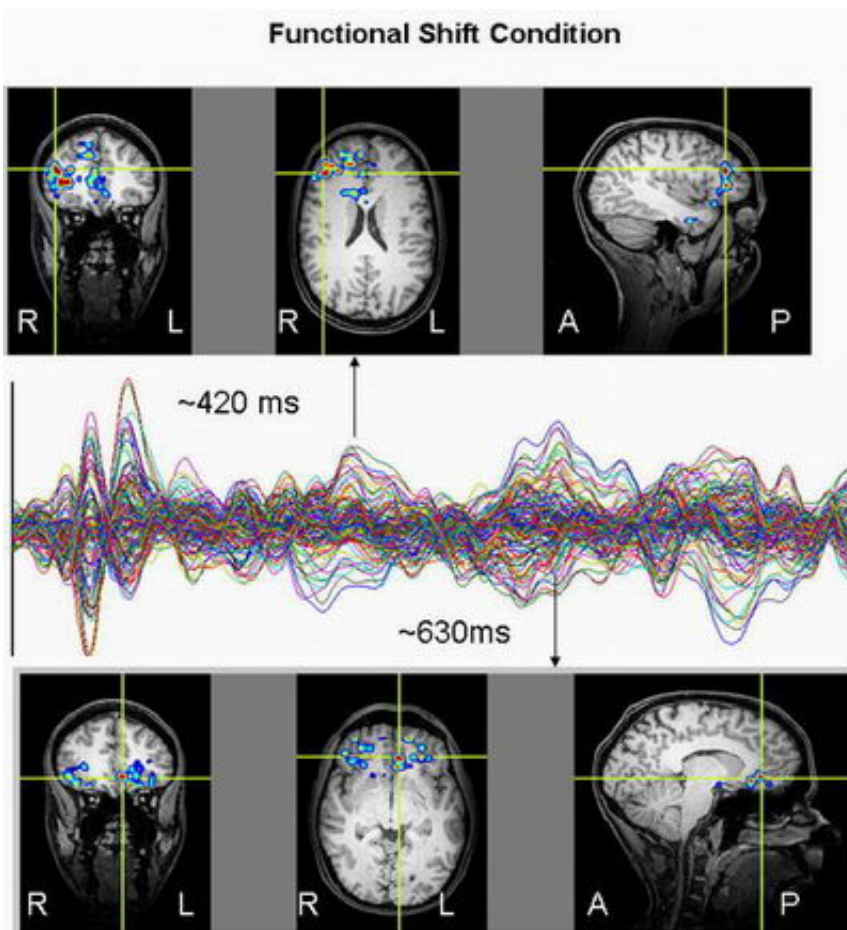 Functional Shift Condition
R L R L A P
~420 ms
~630ms
R L R L A P